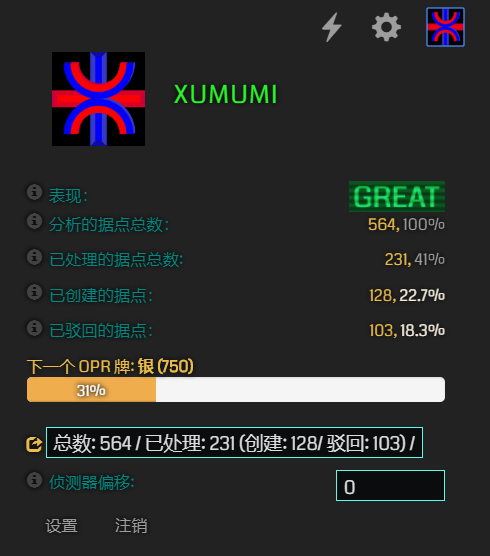 XUMUMI
表现: GREAT
分析的据点总数: 564, 100%
已处理的据点总数: 231, 41%
已创建的据点: 128, 22.7%
已驳回的据点: 103, 18.3%
下一个 OPR 牌: 银 (750)
31%
总数: 564 / 已处理: 231 (创建: 128/ 驳回: 103) /
侦测器偏移: 0
设置 注销